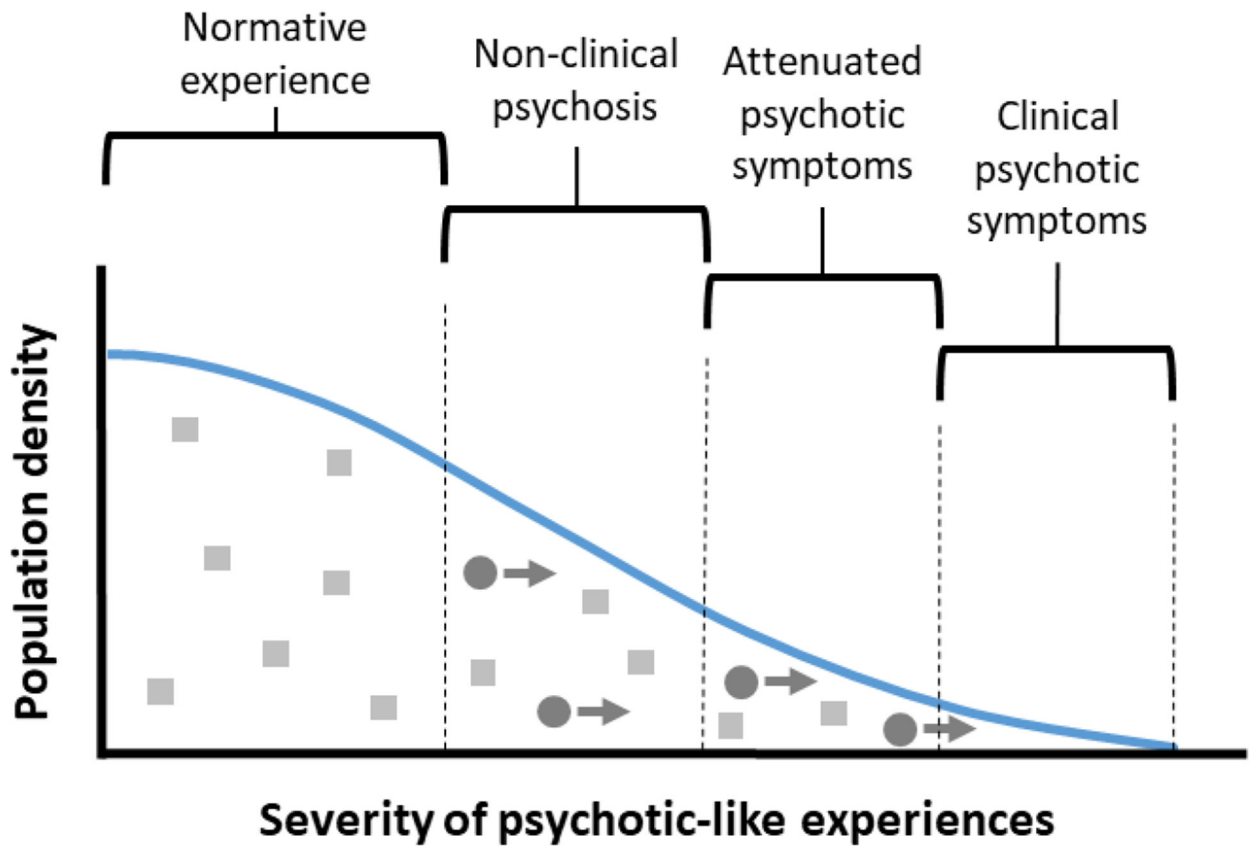 Normative
experience
Non-clinical
psychosis
Attenuated
psychotic
symptoms
Clinical
psychotic
symptoms
Population density
Severity of psychotic-like experiences